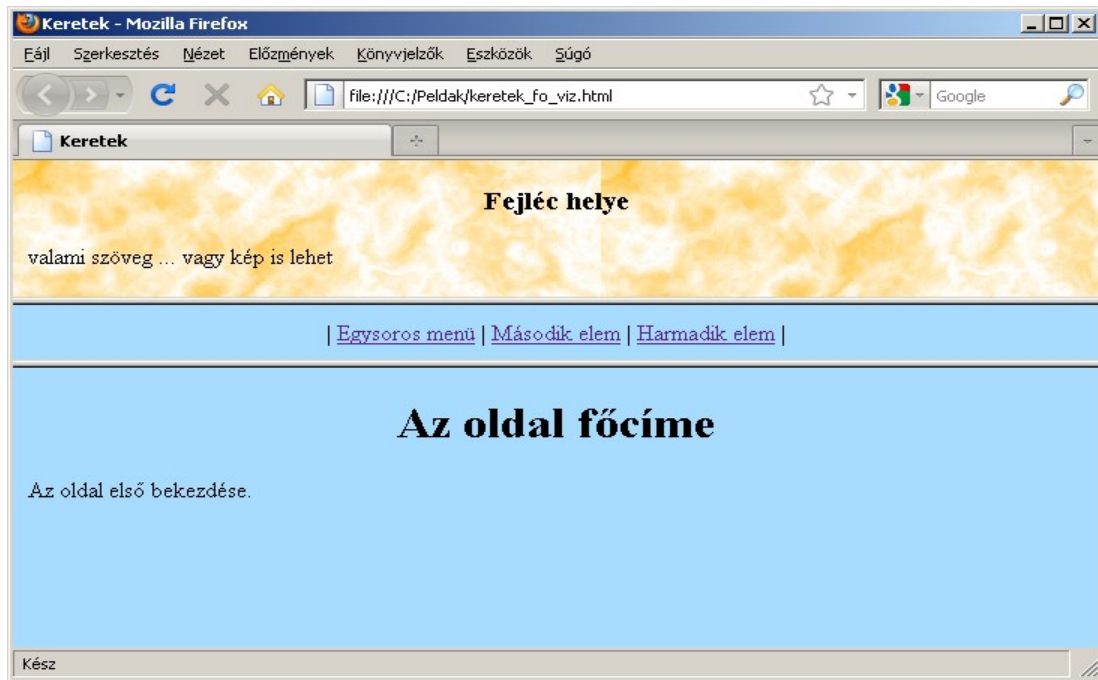 Keretek - Mozilla Firefox
Fájl Szerkesztés Nézet Előzmények Könyvjelzők Eszközök Súgó
file:///C:/Peldak/keretek_fo_viz.html Google
Keretek
Fejléc helye
valami szöveg ... vagy kép is lehet
| Egysoros menü | Második elem | Harmadik elem |
Az oldal főcíme
Az oldal első bekezdése.
Kész